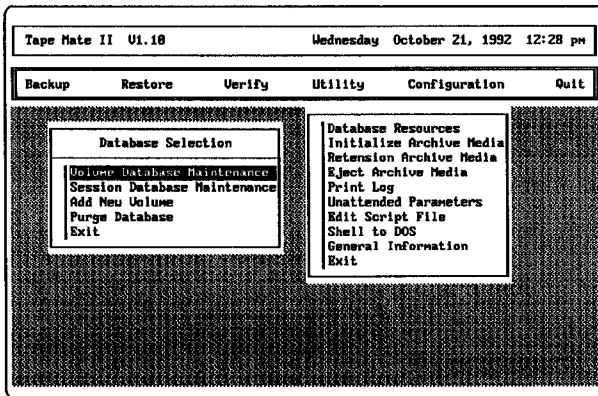 Tape Mate II V1.10 Wednesday October 21, 1992 12:28 pm
Backup Restore Verify Utility Configuration Quit
Database Selection
Volume Database Maintenance
Session Database Maintenance
Add New Volume
Purge Database
Exit
Database Resources
Initialize Archive Media
Retension Archive Media
Eject Archive Media
Print Log
Unattended Parameters
Edit Script File
Shell to DOS
General Information
Exit